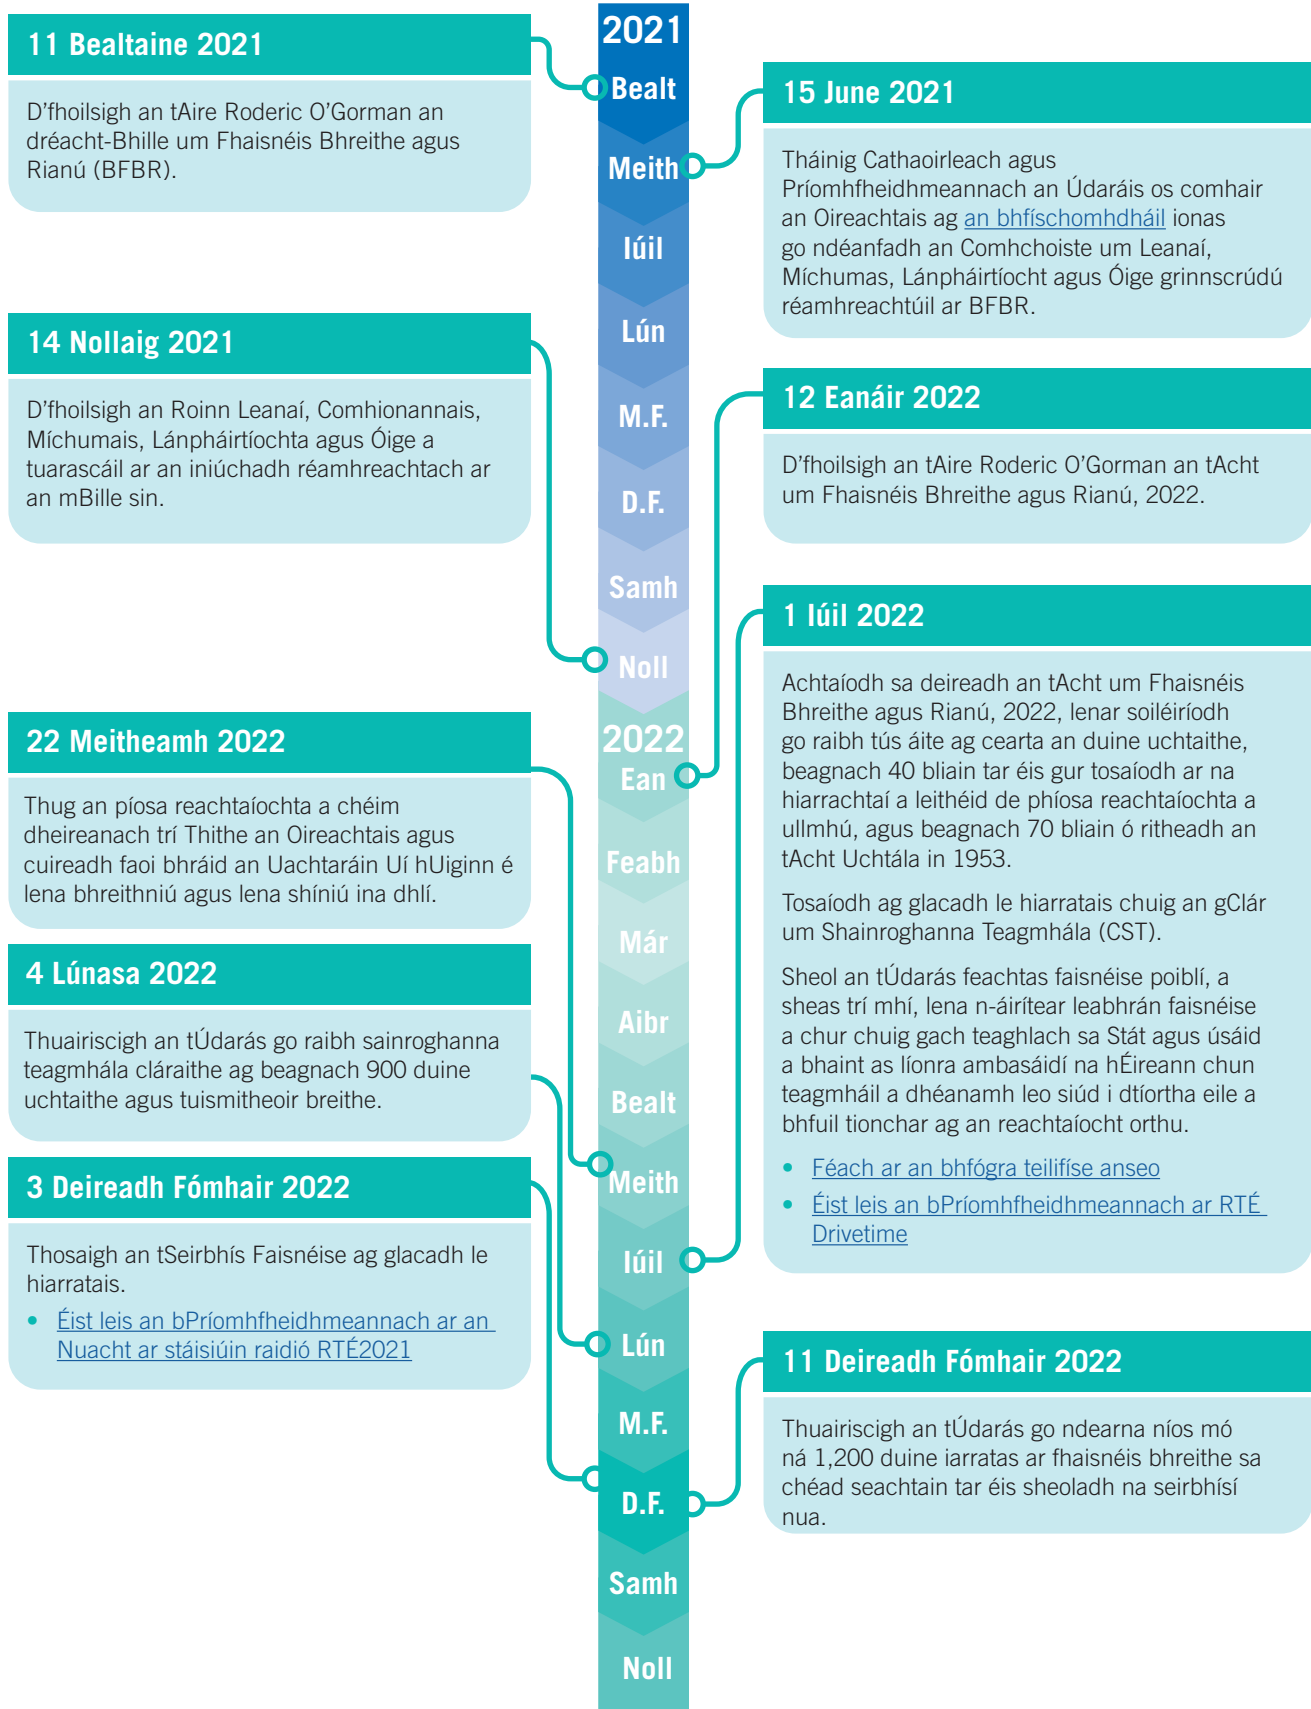 11 Bealtaine 2021
D'fhoilsigh an tAire Roderic O'Gorman an
dréacht-Bhille um Fhaisnéis Bhreithe agus
Rianú (BFBR).
14 Nollaig 2021
D'fhoilsigh an Roinn Leanaí, Comhionannais,
Míchumais, Lánpháirtíochta agus Óige a
tuarascáil ar an iniúchadh réamhreachtach ar
an mBille sin.
22 Meitheamh 2022
Thug an píosa reachtaíochta a chéim
dheireanach trí Thithe an Oireachtais agus
cuireadh faoi bhráid an Uachtaráin Uí hUiginn é
lena bhreithniú agus lena shíniú ina dhlí.
4 Lúnasa 2022
Thuairiscigh an tÚdarás go raibh sainroghanna
teagmhála cláraithe ag beagnach 900 duine
uchtaithe agus tuismitheoir breithe.
3 Deireadh Fómhair 2022
Thosaigh an tSeirbhís Faisnéise ag glacadh le
hiarratais.
• Éist leis an bPríomhfheidhmeannach ar an
Nuacht ar stáisiúin raidió RTÉ2021
2021
Bealt
Meith
Iúil
Lún
M.F.
D.F.
Samh
Noll
2022
Ean
Feabh
Már
Aibr
Bealt
Meith
Iúil
Lún
M.F.
D.F.
Samh
Noll
15 June 2021
Tháinig Cathaoirleach agus
Príomhfheidhmeannach an Údaráis os comhair
an Oireachtais ag an bhfíschomhdháil ionas
go ndéanfadh an Comhchoiste um Leanaí,
Míchumas, Lánpháirtíocht agus Óige grinnscrúdú
réamhreachtúil ar BFBR.
12 Eanáir 2022
D'fhoilsigh an tAire Roderic O'Gorman an tAcht
um Fhaisnéis Bhreithe agus Rianú, 2022.
1 Iúil 2022
Achtaíodh sa deireadh an tAcht um Fhaisnéis
Bhreithe agus Rianú, 2022, lenar soiléiríodh
go raibh tús áite ag cearta an duine uchtaithe,
beagnach 40 bliain tar éis gur tosaíodh ar na
hiarrachtaí a leithéid de phíosa reachtaíochta a
ullmhú, agus beagnach 70 bliain ó ritheadh an
tAcht Uchtála in 1953.
Tosaíodh ag glacadh le hiarratais chuig an gClár
um Shainroghanna Teagmhála (CST).
Sheol an tÚdarás feachtas faisnéise poiblí, a
sheas trí mhí, lena n-áirítear leabhrán faisnéise
a chur chuig gach teaghlach sa Stát agus úsáid
a bhaint as líonra ambasáidí na hÉireann chun
teagmháil a dhéanamh leo siúd i dtíortha eile a
bhfuil tionchar ag an reachtaíocht orthu.
• Féach ar an bhfógra teilifíse anseo
• Éist leis an bPríomhfheidhmeannach ar RTÉ
Drivetime
11 Deireadh Fómhair 2022
Thuairiscigh an tÚdarás go ndearna níos mó
ná 1,200 duine iarratas ar fhaisnéis bhreithe sa
chéad seachtain tar éis sheoladh na seirbhísí
nua.